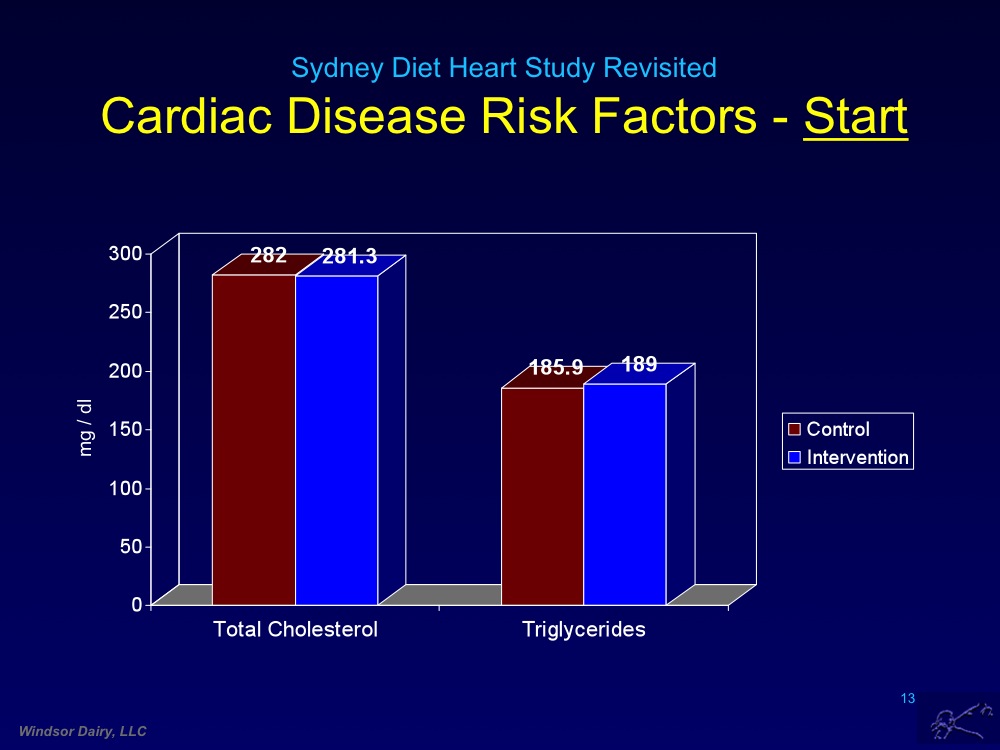 Sydney Diet Heart Study Revisited
Cardiac Disease Risk Factors - Start
282
281.3
185.9
189
300
250
200
150
100
50
0
mg / dl
Total Cholesterol
Triglycerides
Control
Intervention
13
Windsor Dairy, LLC